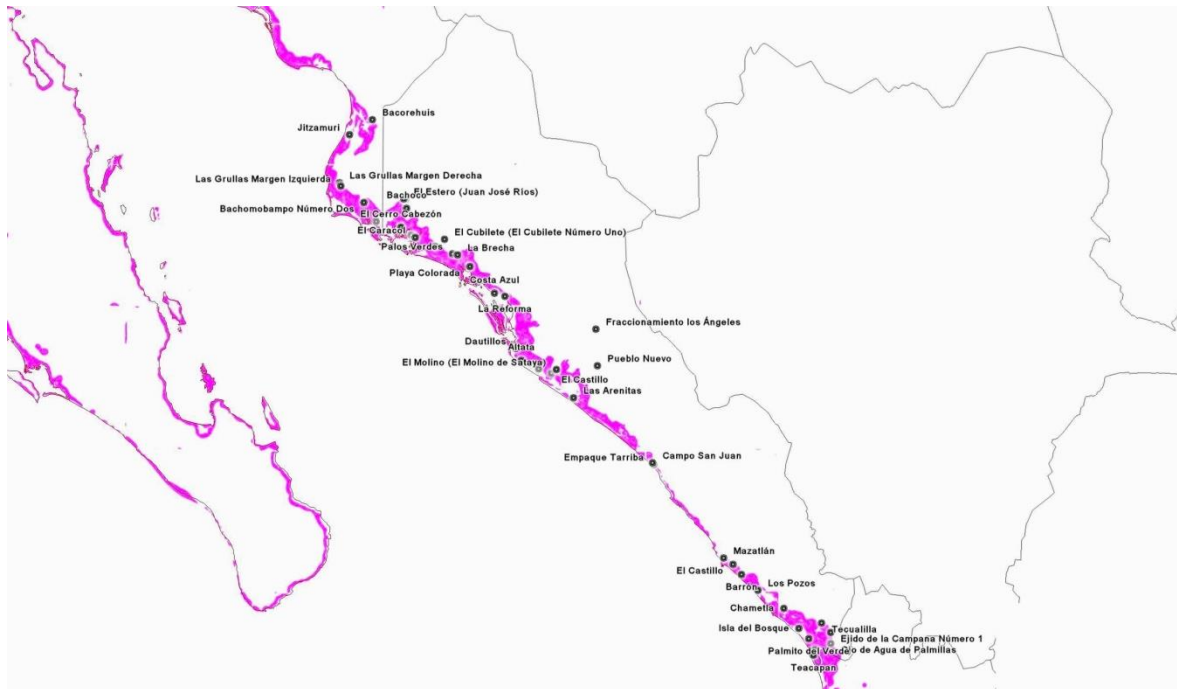 Bacorehuis
Jitzamuri
Las Grullas Margen Derecha
Las Grullas Margen Izquierda
El Estero (Juan José Ríos)
Bachoco
Bachomobampo Número Dos
El Cerro Cabezón
El Caracol
El Cubilete (El Cubilete Número Uno)
Palos Verdes
La Brecha
Playa Colorada
Costa Azul
La Reforma
Fraccionamiento los Ángeles
Dautillos
Altata
El Molino (El Molino de Sataya)
Pueblo Nuevo
El Castillo
Las Arenitas
Empaque Tarriba
Campo San Juan
Mazatlán
El Castillo
Barrón
Los Pozos
Chametla
Isla del Bosque
Tecualilla
Ejido de la Campana Número 1
Palmito del Verde
Ojo de Agua de Palmillas
Teacapan